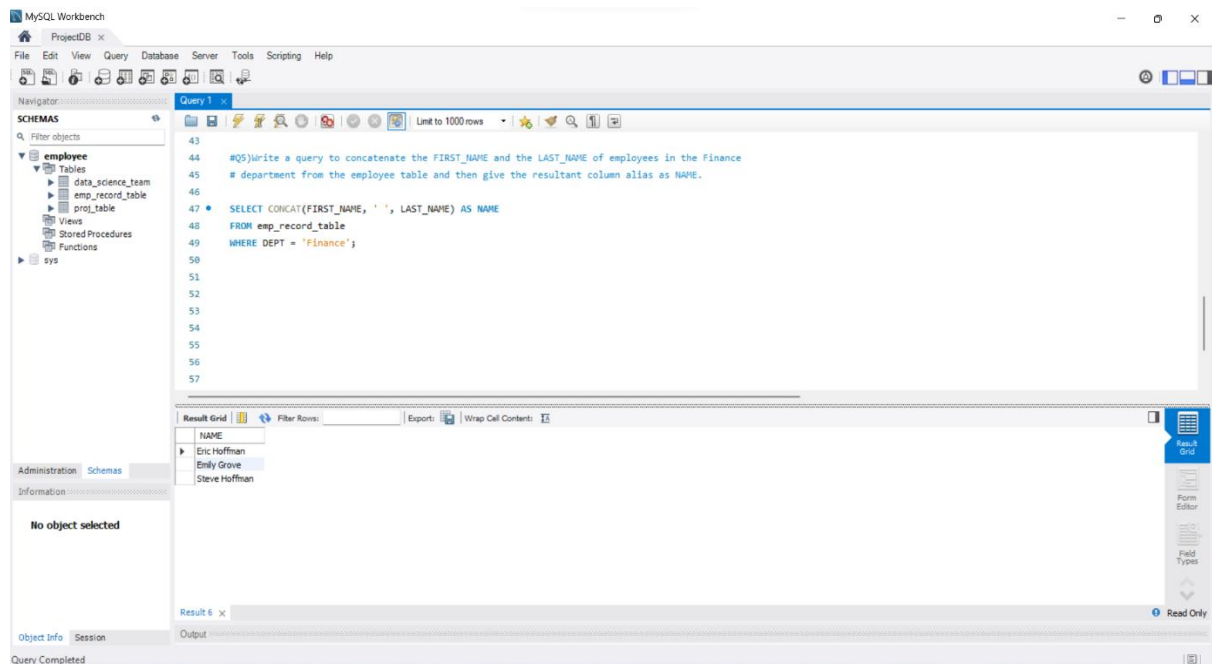 MySQL Workbench
ProjectDB
File Edit View Query Database Server Tools Scripting Help
Navigator
SCHEMAS
Filter objects
employee
Tables
data_science_team
emp_record_table
proj_table
Views
Stored Procedures
Functions
sys
Administration Schemas
Information
No object selected
Object Info Session
Query 1
Limit to 1000 rows
43
44 #Q5)Write a query to concatenate the FIRST_NAME and the LAST_NAME of employees in the Finance
45 # department from the employee table and then give the resultant column alias as NAME.
46
47 SELECT CONCAT(FIRST_NAME, ' ', LAST_NAME) AS NAME
48 FROM emp_record_table
49 WHERE DEPT = 'Finance';
50
51
52
53
54
55
56
57
Result Grid Filter Rows: Export: Wrap Cell Content:
NAME
Eric Hoffman
Emily Grove
Steve Hoffman
Result
Grid
Form
Editor
Field
Types
Result 6 Read Only
Output
Query Completed